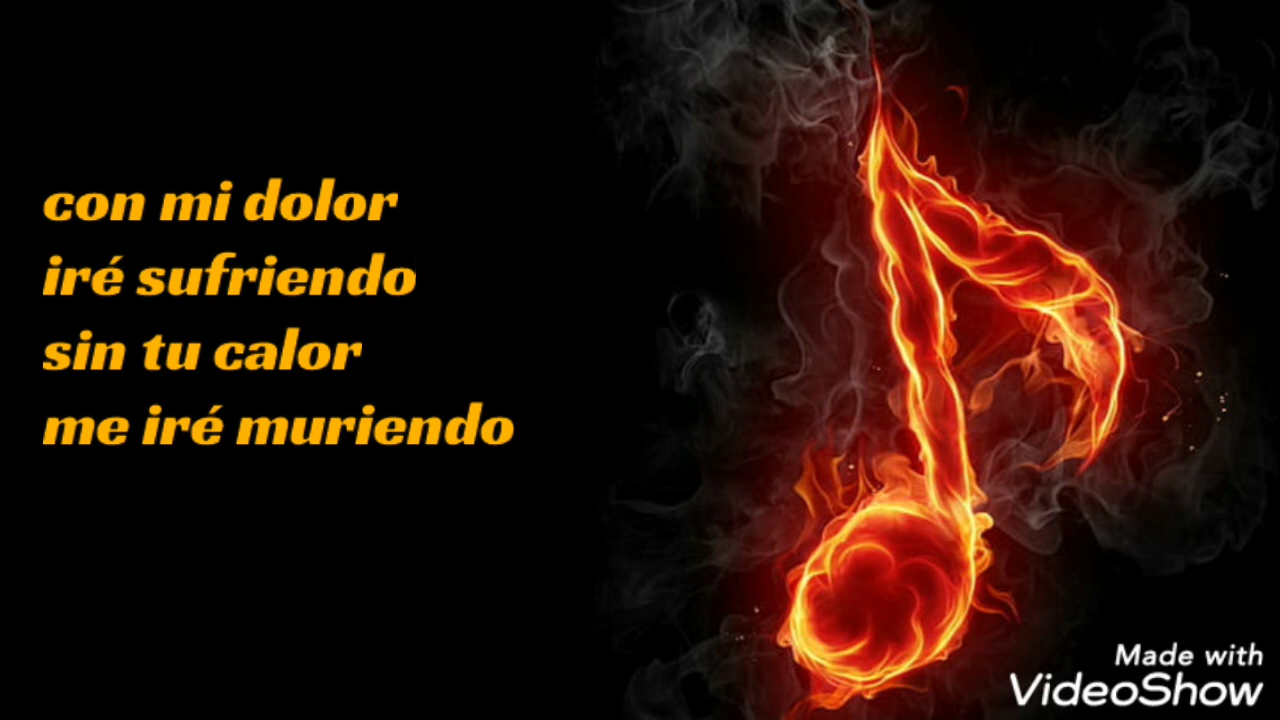 con mi dolor
iré sufriendo
sin tu calor
me iré muriendo
Made with
VideoShow